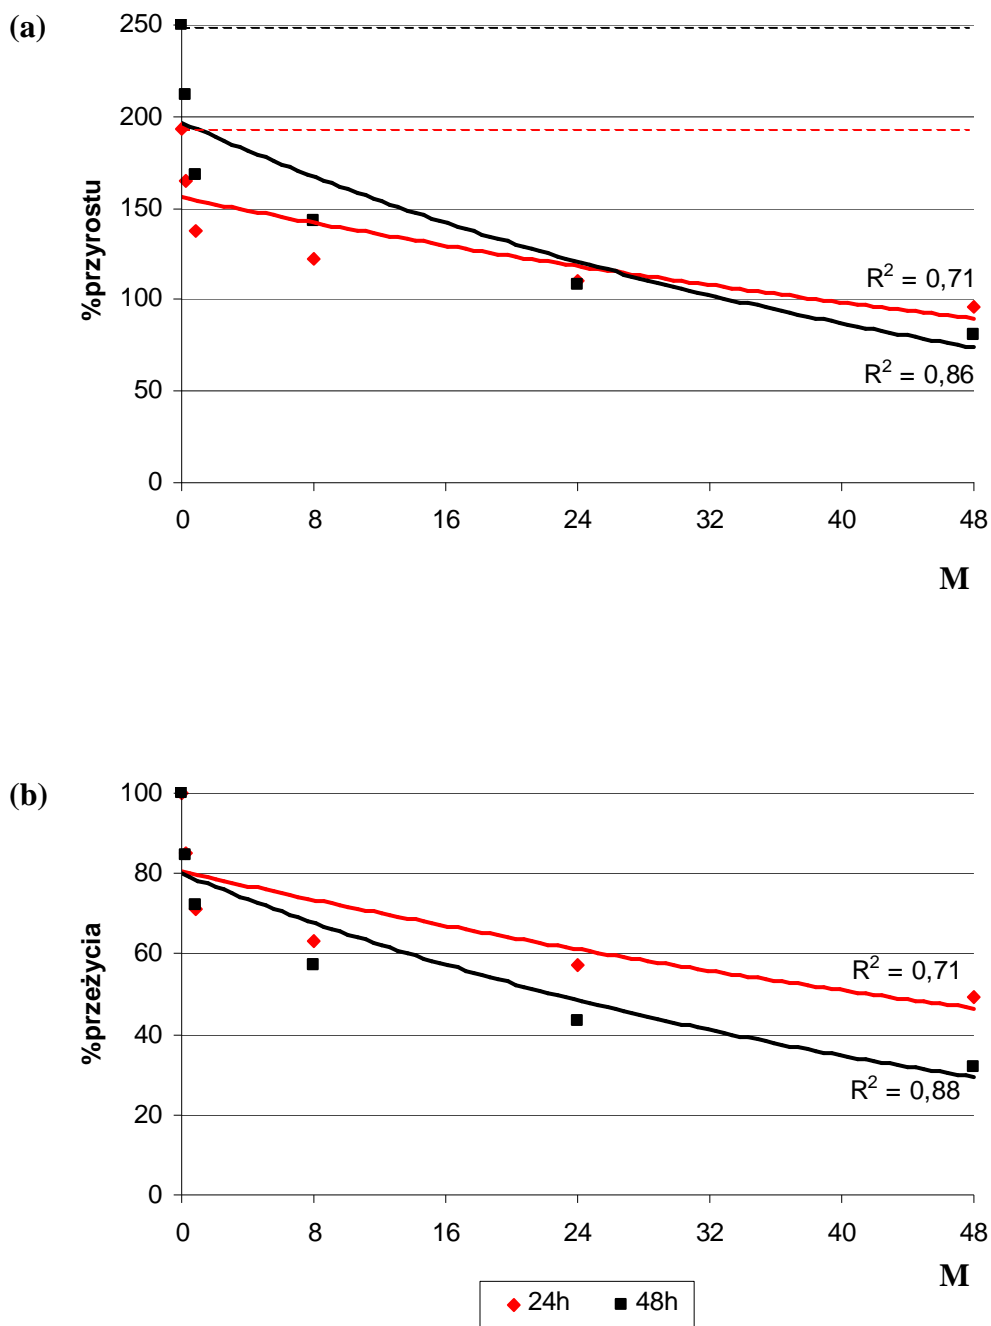 (a)
%przyrostu
250
200
150
100
50
0
R² = 0,71
R² = 0,86
0 8 16 24 32 40 48
M
(b)
%przeżycia
100
80
60
40
20
0
R² = 0,71
R² = 0,88
0 8 16 24 32 40 48
M
24h 48h